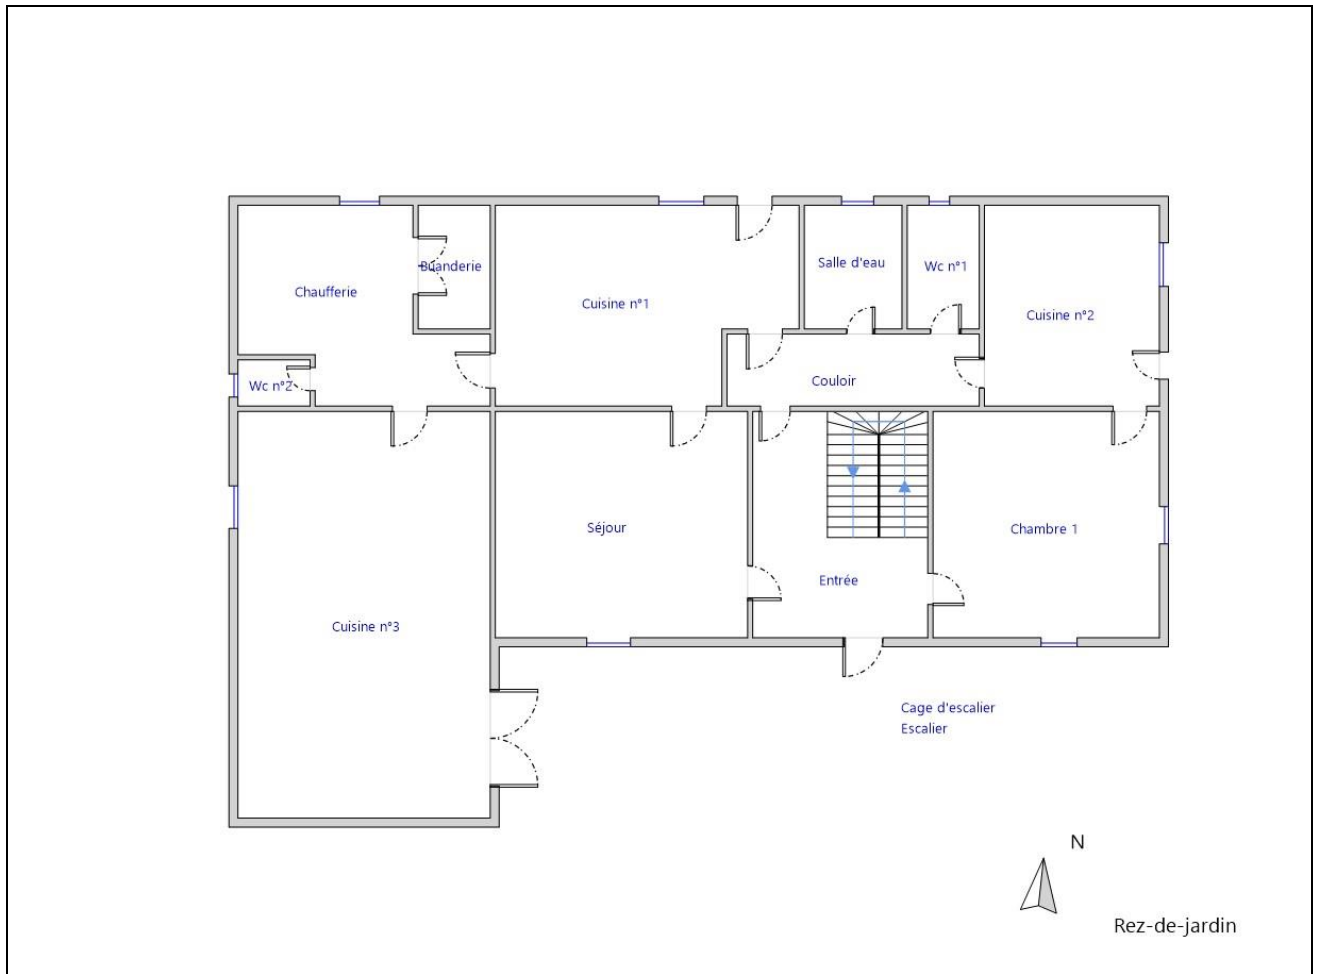 Salle d'eau
Wc n°1
Buanderie
Chaufferie
Cuisine n°1
Cuisine n°2
Couloir
Wc n°2
Séjour
Chambre 1
Entrée
Cuisine n°3
Cage d'escalier
Escalier
N
Rez-de-jardin